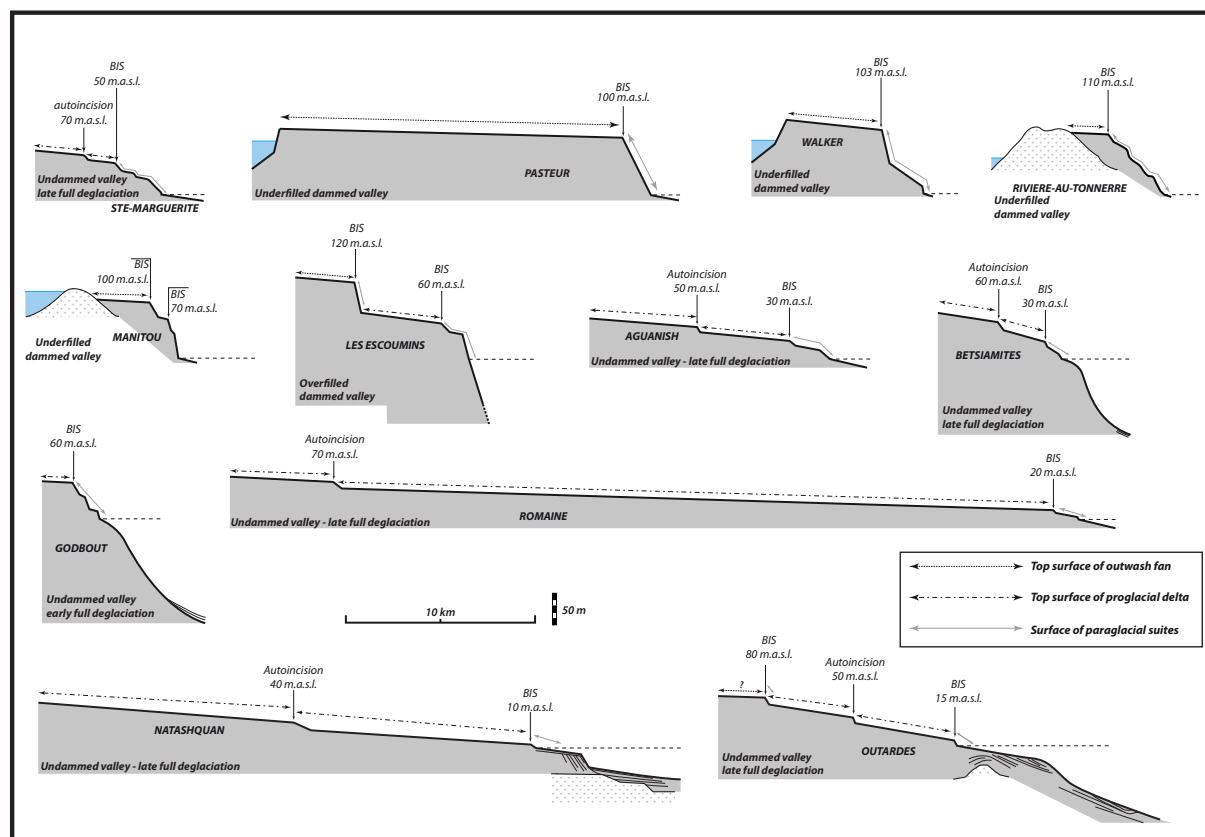 BIS
50 m.a.s.l.
autoincision
70 m.a.s.l.
Undammed valley
late full deglaciation
STE-MARGUERITE
BIS
100 m.a.s.l.
PASTEUR
Underfilled dammed valley
BIS
103 m.a.s.l.
WALKER
Underfilled
dammed valley
BIS
110 m.a.s.l.
RIVIERE-AU-TONNERRE
Underfilled
dammed valley
BIS
100 m.a.s.l.
BIS
70 m.a.s.l.
MANITOU
Underfilled
dammed valley
BIS
120 m.a.s.l.
BIS
60 m.a.s.l.
LES ESCOUMINS
Overfilled
dammed valley
Autoincision
50 m.a.s.l.
BIS
30 m.a.s.l.
AGUANISH
Undammed valley - late full deglaciation
Autoincision
60 m.a.s.l.
BIS
30 m.a.s.l.
BETSIAMITES
Undammed valley
late full deglaciation
BIS
60 m.a.s.l.
GODBOUT
Undammed valley
early full deglaciation
Autoincision
70 m.a.s.l.
BIS
20 m.a.s.l.
ROMAINE
Undammed valley - late full deglaciation
10 km
50 m
Top surface of outwash fan
Top surface of proglacial delta
Surface of paraglacial suites
Autoincision
40 m.a.s.l.
BIS
10 m.a.s.l.
NATASHQUAN
Undammed valley - late full deglaciation
BIS
80 m.a.s.l.
?
Autoincision
50 m.a.s.l.
BIS
15 m.a.s.l.
OUTARDES
Undammed valley
late full deglaciation